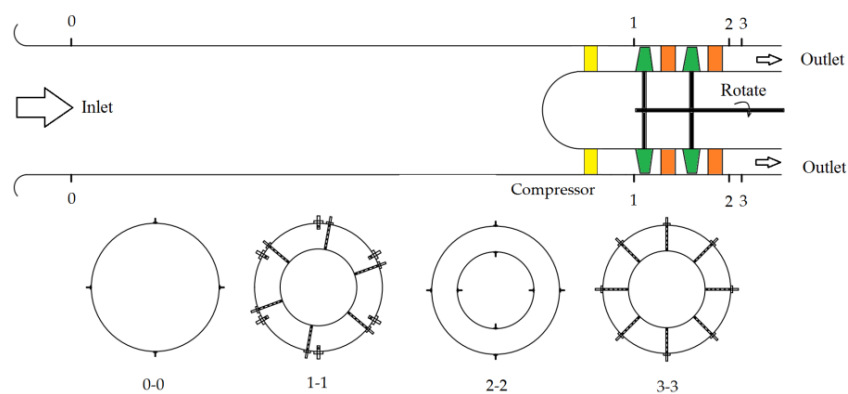 0 1 2 3
Outlet
Inlet
Rotate
Outlet
Compressor
0 1 2 3
0-0 1-1 2-2 3-3